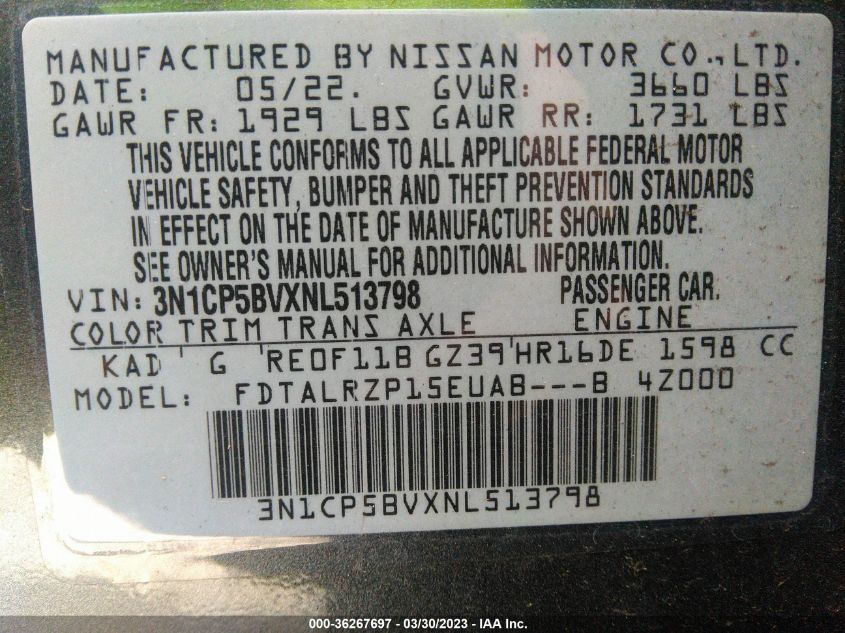 MANUFACTURED BY NISSAN MOTOR CO., LTD.
DATE: 05/22. GVWR: 3660 LBS
GAWR FR: 1929 LBS GAWR RR: 1731 LBS
THIS VEHICLE CONFORMS TO ALL APPLICABLE FEDERAL MOTOR
VEHICLE SAFETY, BUMPER AND THEFT PREVENTION STANDARDS
IN EFFECT ON THE DATE OF MANUFACTURE SHOWN ABOVE.
SEE OWNER'S MANUAL FOR ADDITIONAL INFORMATION.
VIN: 3N1CP5BVXNL513798 PASSENGER CAR.
COLOR TRIM TRANS AXLE ENGINE
KAD G RE0F11B GZ39 HR16DE 1598 CC
MODEL: FDTALRZP15EUAB---B 4Z000
3N1CP5BVXNL513798
000-36267697 - 03/30/2023 - IAA Inc.